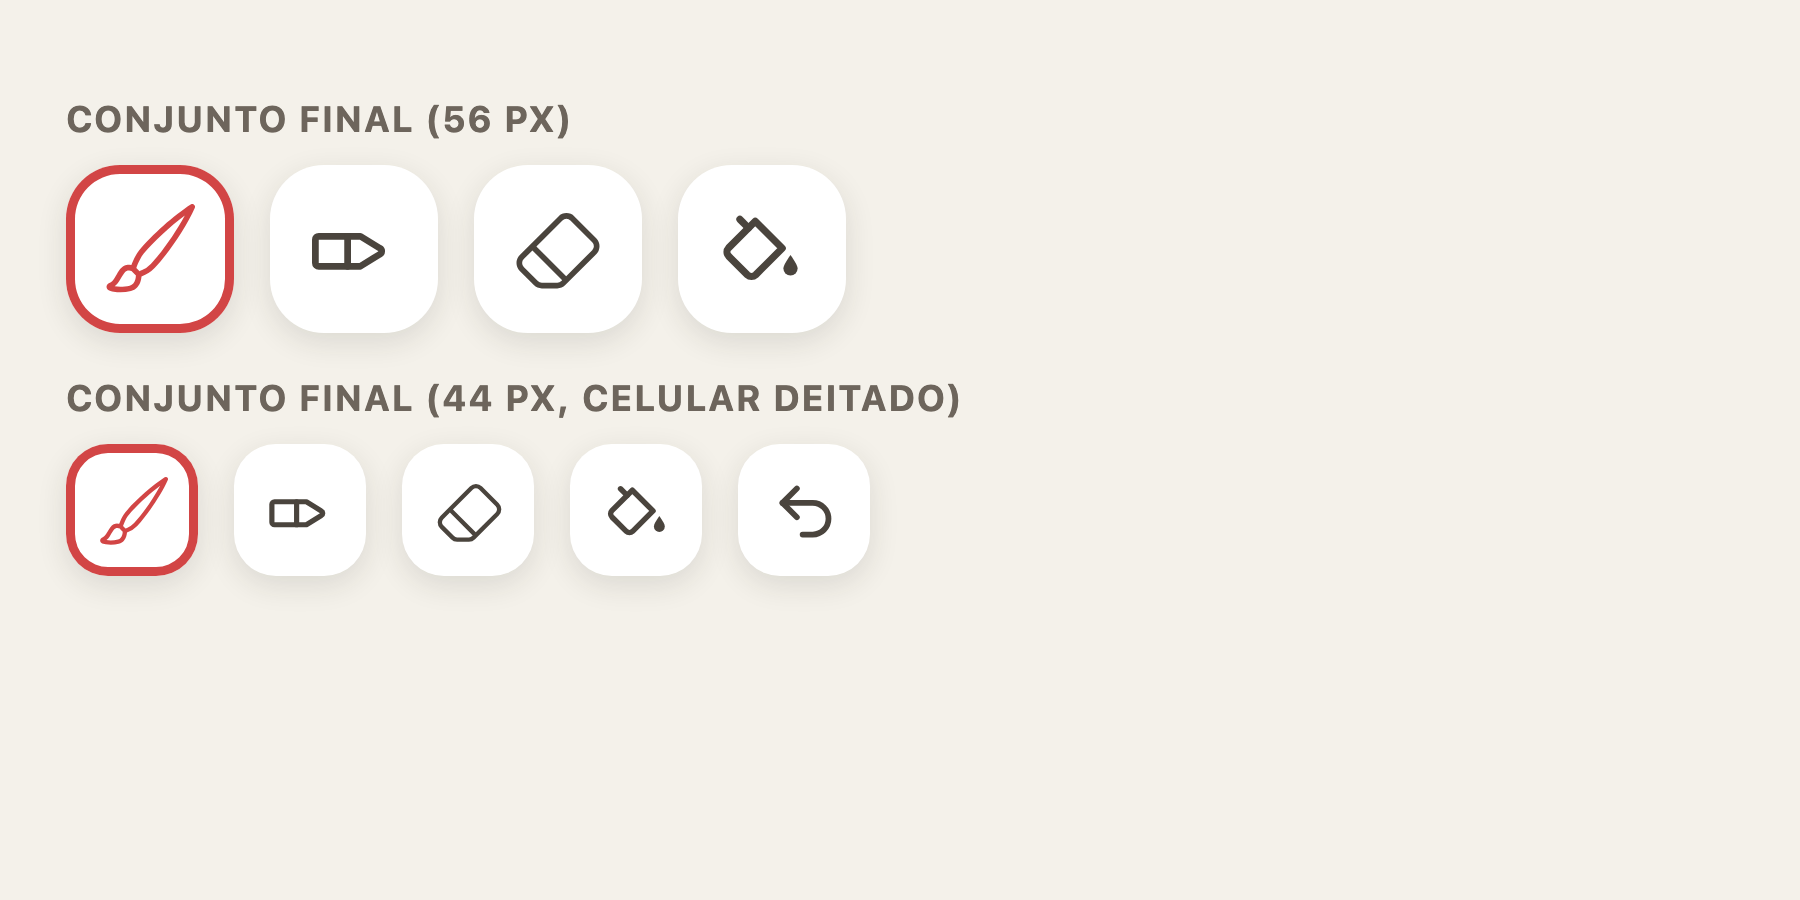 CONJUNTO FINAL (56 PX)
CONJUNTO FINAL (44 PX, CELULAR DEITADO)